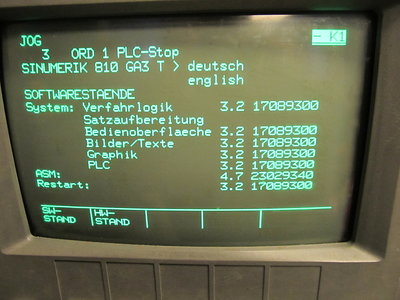 JOG - K1
3 ORD 1 PLC-Stop
SINUMERIK 810 GA3 T > deutsch
english
SOFTWARESTAENDE
System: Verfahrlogik 3.2 17089300
Satzaufbereitung
Bedienoberflaeche 3.2 17089300
Bilder/Texte 3.2 17089300
Graphik 3.2 17089300
PLC 3.2 17089300
ASM: 4.7 23029340
Restart: 3.2 17089300
SW- HW-
STAND STAND